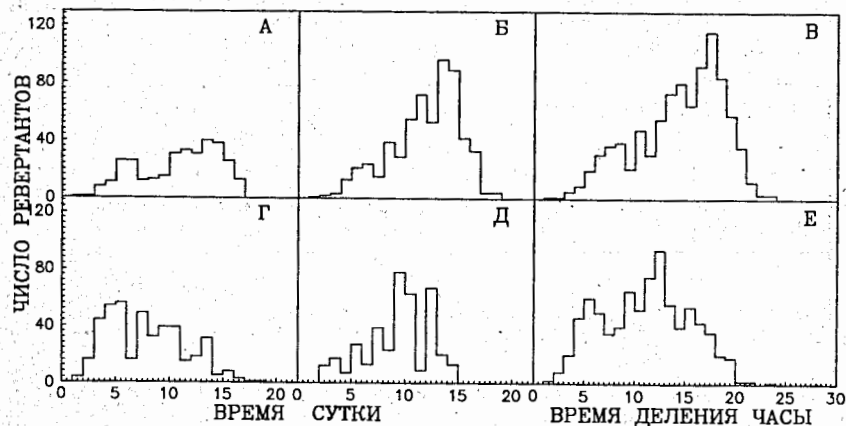 120
80
40
0
А
Б
В
120
80
40
0
Г
Д
Е
ЧИСЛО РЕВЕРТАНТОВ
0 5 10 15 20 0 5 10 15 20 0 5 10 15 20 25 30
ВРЕМЯ СУТКИ
ВРЕМЯ ДЕЛЕНИЯ ЧАСЫ